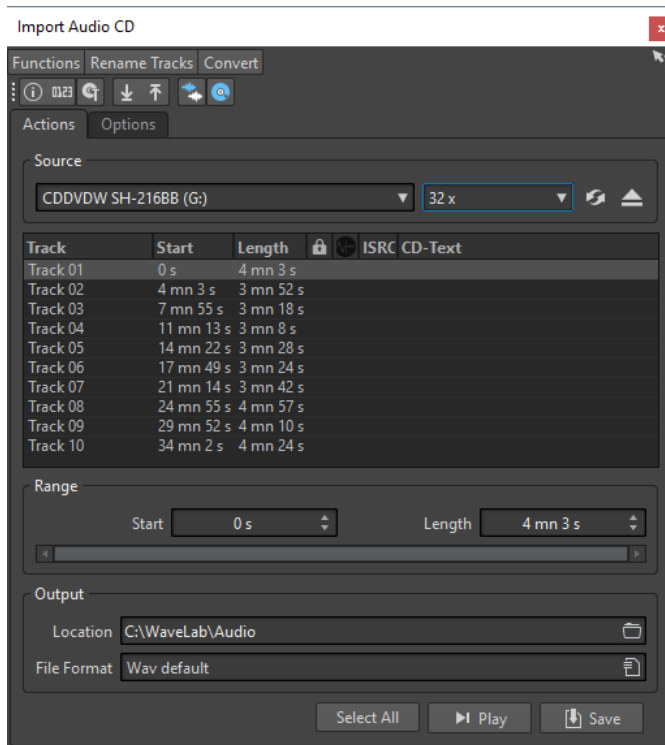 Import Audio CD
x
Functions Rename Tracks Convert
0123
Actions Options
Source
CDDVDW SH-216BB (G:) 32 x
Track Start Length ISRC CD-Text
Track 01 0 s 4 mn 3 s
Track 02 4 mn 3 s 3 mn 52 s
Track 03 7 mn 55 s 3 mn 18 s
Track 04 11 mn 13 s 3 mn 8 s
Track 05 14 mn 22 s 3 mn 28 s
Track 06 17 mn 49 s 3 mn 24 s
Track 07 21 mn 14 s 3 mn 42 s
Track 08 24 mn 55 s 4 mn 57 s
Track 09 29 mn 52 s 4 mn 10 s
Track 10 34 mn 2 s 4 mn 24 s
Range
Start 0 s Length 4 mn 3 s
Output
Location C:\WaveLab\Audio
File Format Wav default
Select All Play Save